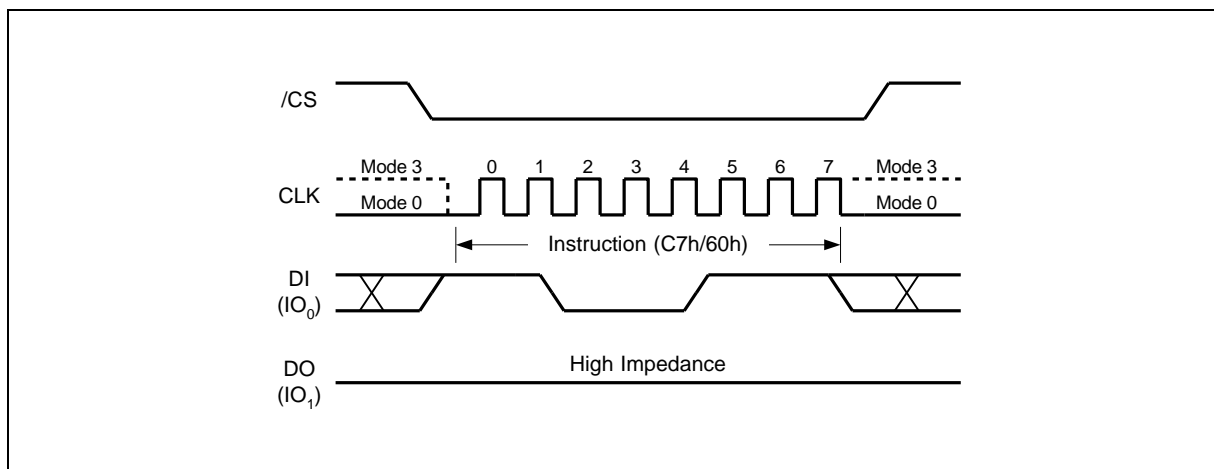 /CS
Mode 3 0 1 2 3 4 5 6 7 Mode 3
CLK
Mode 0 Mode 0
Instruction (C7h/60h)
DI
(IO0)
High Impedance
DO
(IO1)